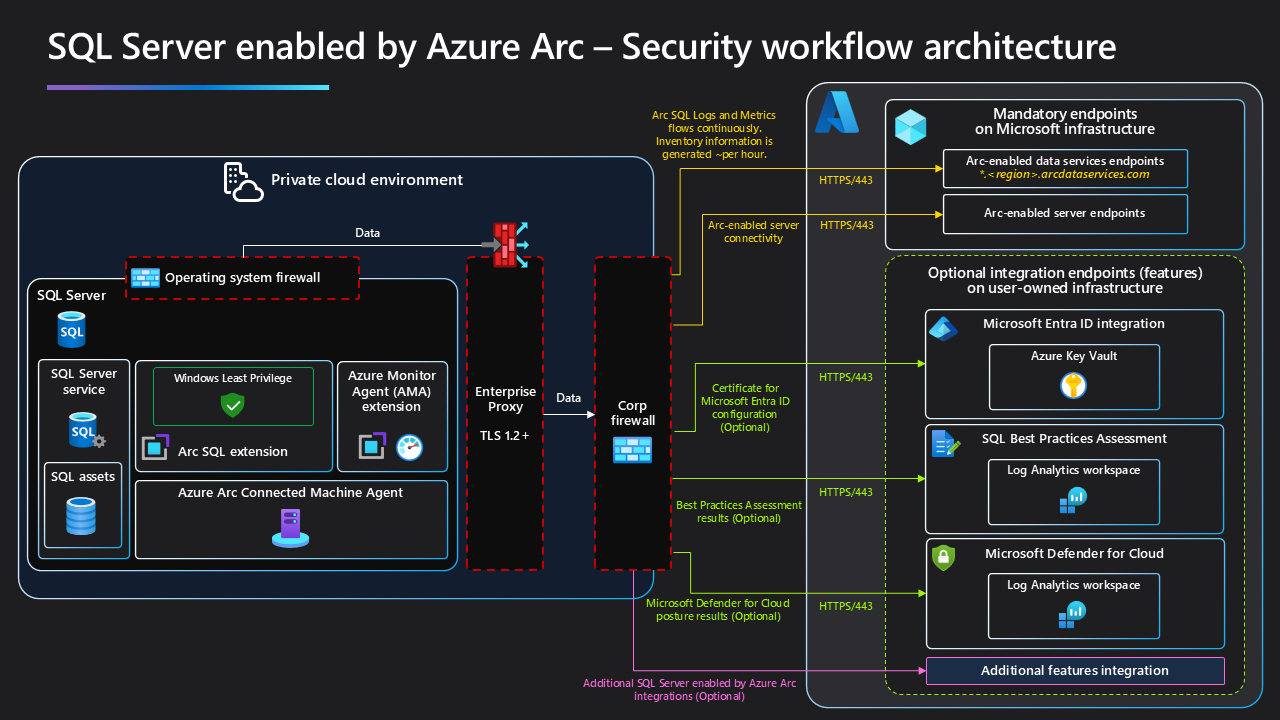 SQL Server enabled by Azure Arc – Security workflow architecture
Private cloud environment
Data
Operating system firewall
SQL Server
SQL
SQL Server
service
SQL
SQL assets
Windows Least Privilege
Arc SQL extension
Azure Monitor
Agent (AMA)
extension
Azure Arc Connected Machine Agent
Enterprise
Proxy
TLS 1.2 +
Data
Corp
firewall
Arc SQL Logs and Metrics
flows continuously.
Inventory information is
generated ~per hour.
HTTPS/443
Arc-enabled server
connectivity
HTTPS/443
Certificate for
Microsoft Entra ID
configuration
(Optional)
HTTPS/443
Best Practices Assessment
results (Optional)
HTTPS/443
Microsoft Defender for Cloud
posture results (Optional)
HTTPS/443
Additional SQL Server enabled by Azure Arc
integrations (Optional)
Mandatory endpoints
on Microsoft infrastructure
Arc-enabled data services endpoints
*.<region>.arcdataservices.com
Arc-enabled server endpoints
Optional integration endpoints (features)
on user-owned infrastructure
Microsoft Entra ID integration
Azure Key Vault
SQL Best Practices Assessment
Log Analytics workspace
Microsoft Defender for Cloud
Log Analytics workspace
Additional features integration